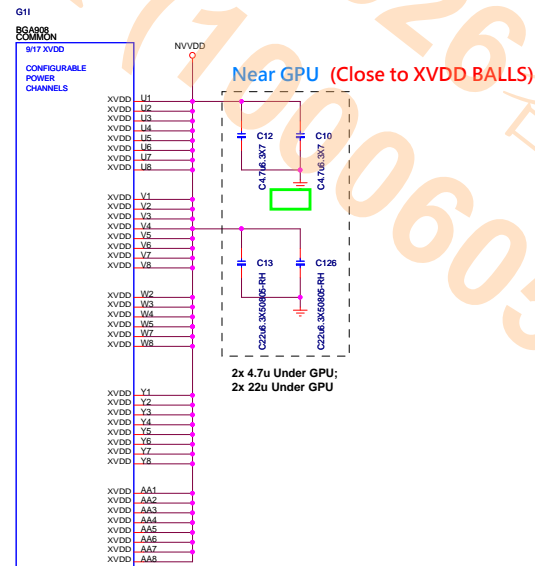 G1I
BGA908
COMMON
9/17 XVDD
CONFIGURABLE
POWER
CHANNELS
NVVDD
Near GPU (Close to XVDD BALLS)
XVDD U1
XVDD U2
XVDD U3
XVDD U4
XVDD U5
XVDD U6
XVDD U7
XVDD U8
C12
C4.7u6.3X7
C10
C4.7u6.3X7
XVDD V1
XVDD V2
XVDD V3
XVDD V4
XVDD V5
XVDD V6
XVDD V7
XVDD V8
C13
C22u6.3X50805-RH
C126
C22u6.3X50805-RH
XVDD W2
XVDD W3
XVDD W4
XVDD W5
XVDD W7
XVDD W8
2x 4.7u Under GPU;
2x 22u Under GPU
XVDD Y1
XVDD Y2
XVDD Y3
XVDD Y4
XVDD Y5
XVDD Y6
XVDD Y7
XVDD Y8
XVDD AA1
XVDD AA2
XVDD AA3
XVDD AA4
XVDD AA5
XVDD AA6
XVDD AA7
XVDD AA8